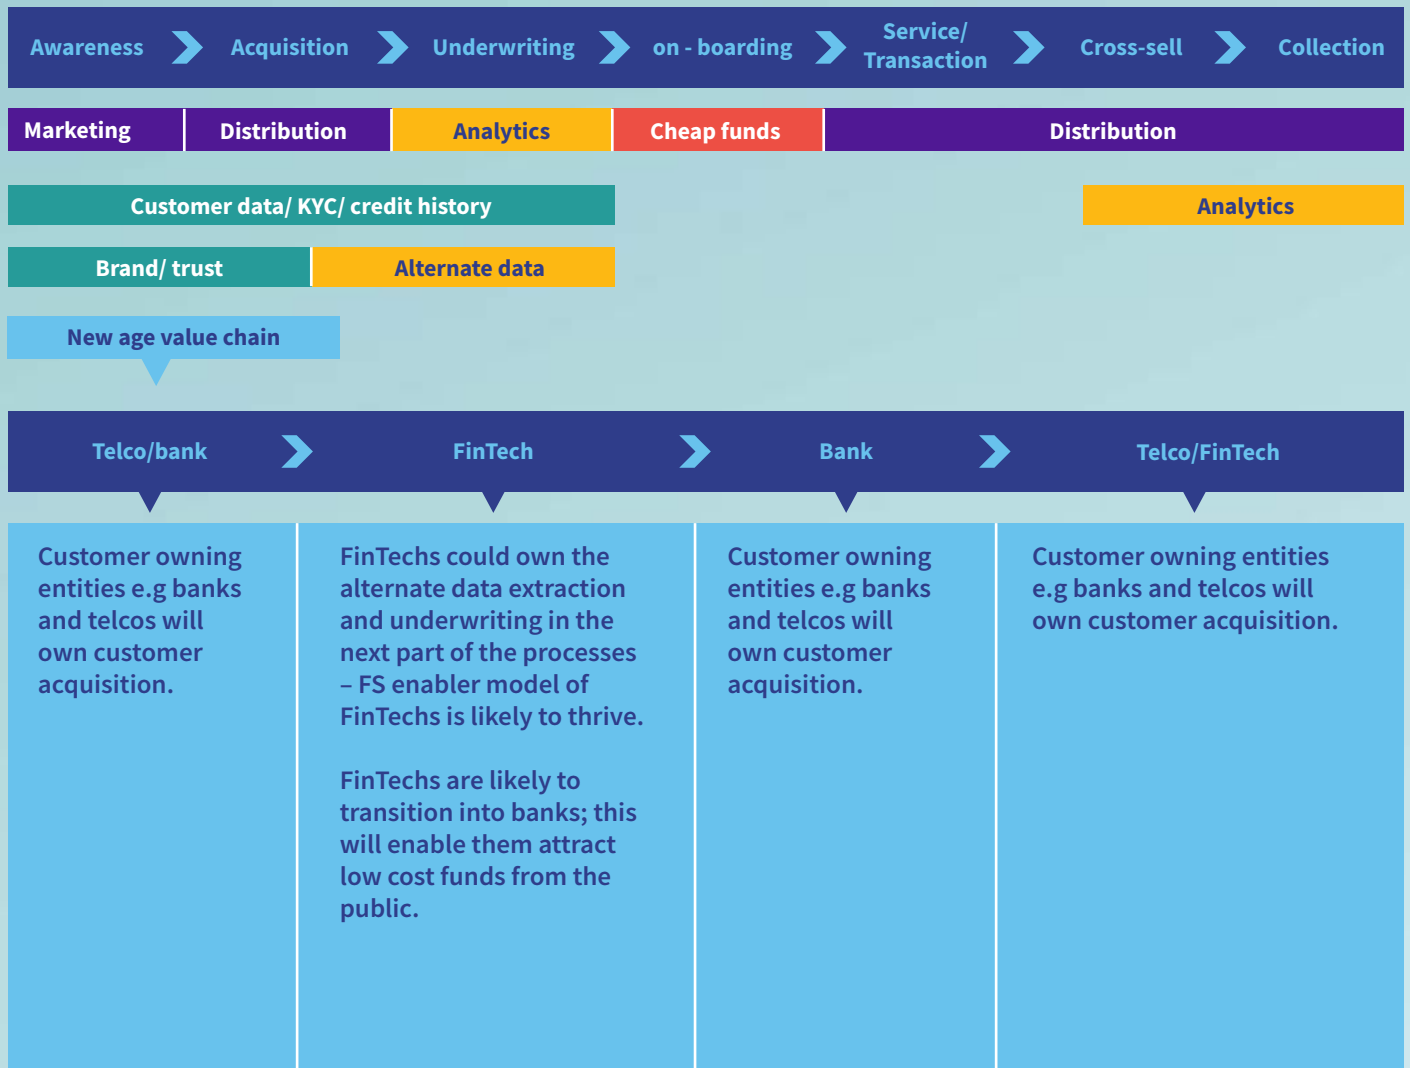 Awareness
Acquisition
Underwriting
on - boarding
Service/
Transaction
Cross-sell
Collection
Marketing
Distribution
Analytics
Cheap funds
Distribution
Customer data/ KYC/ credit history
Analytics
Brand/ trust
Alternate data
New age value chain
Telco/bank
FinTech
Bank
Telco/FinTech
Customer owning
entities e.g banks
and telcos will
own customer
acquisition.
FinTechs could own the
alternate data extraction
and underwriting in the
next part of the processes
– FS enabler model of
FinTechs is likely to thrive.
FinTechs are likely to
transition into banks; this
will enable them attract
low cost funds from the
public.
Customer owning
entities e.g banks
and telcos will
own customer
acquisition.
Customer owning entities
e.g banks and telcos will
own customer acquisition.